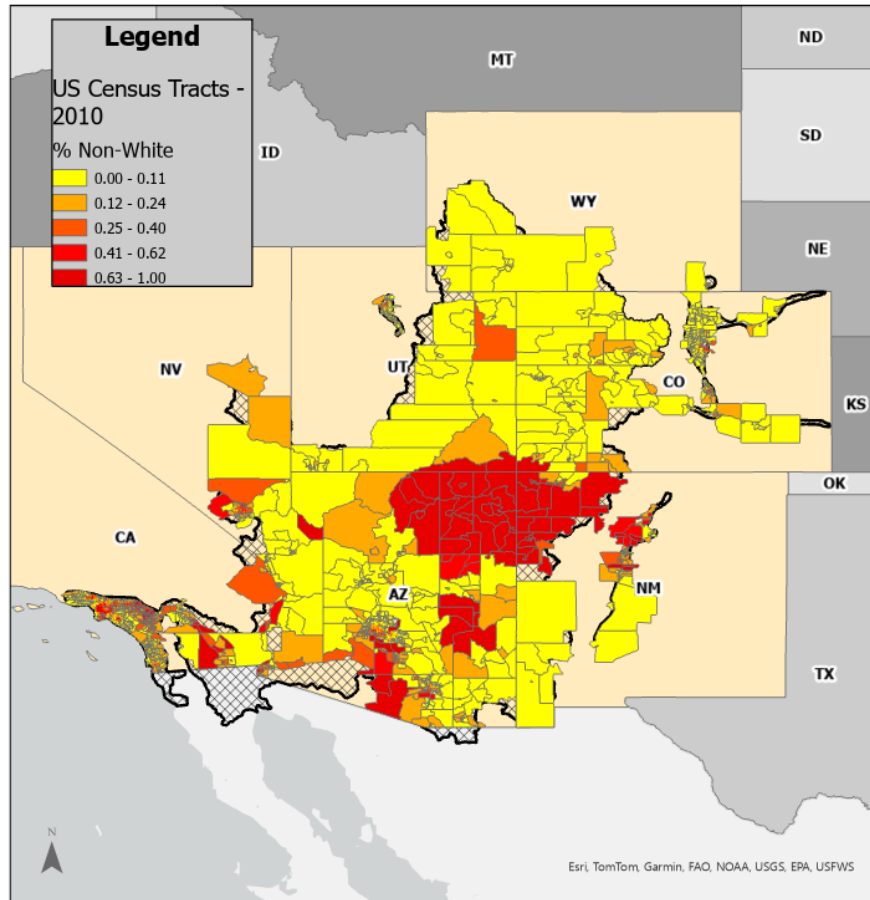 Legend
US Census Tracts -
2010
% Non-White
0.00 - 0.11
0.12 - 0.24
0.25 - 0.40
0.41 - 0.62
0.63 - 1.00
MT
ND
SD
ID
WY
NE
NV
UT
CO
KS
OK
CA
AZ
NM
TX
N
Esri, TomTom, Garmin, FAO, NOAA, USGS, EPA, USFWS